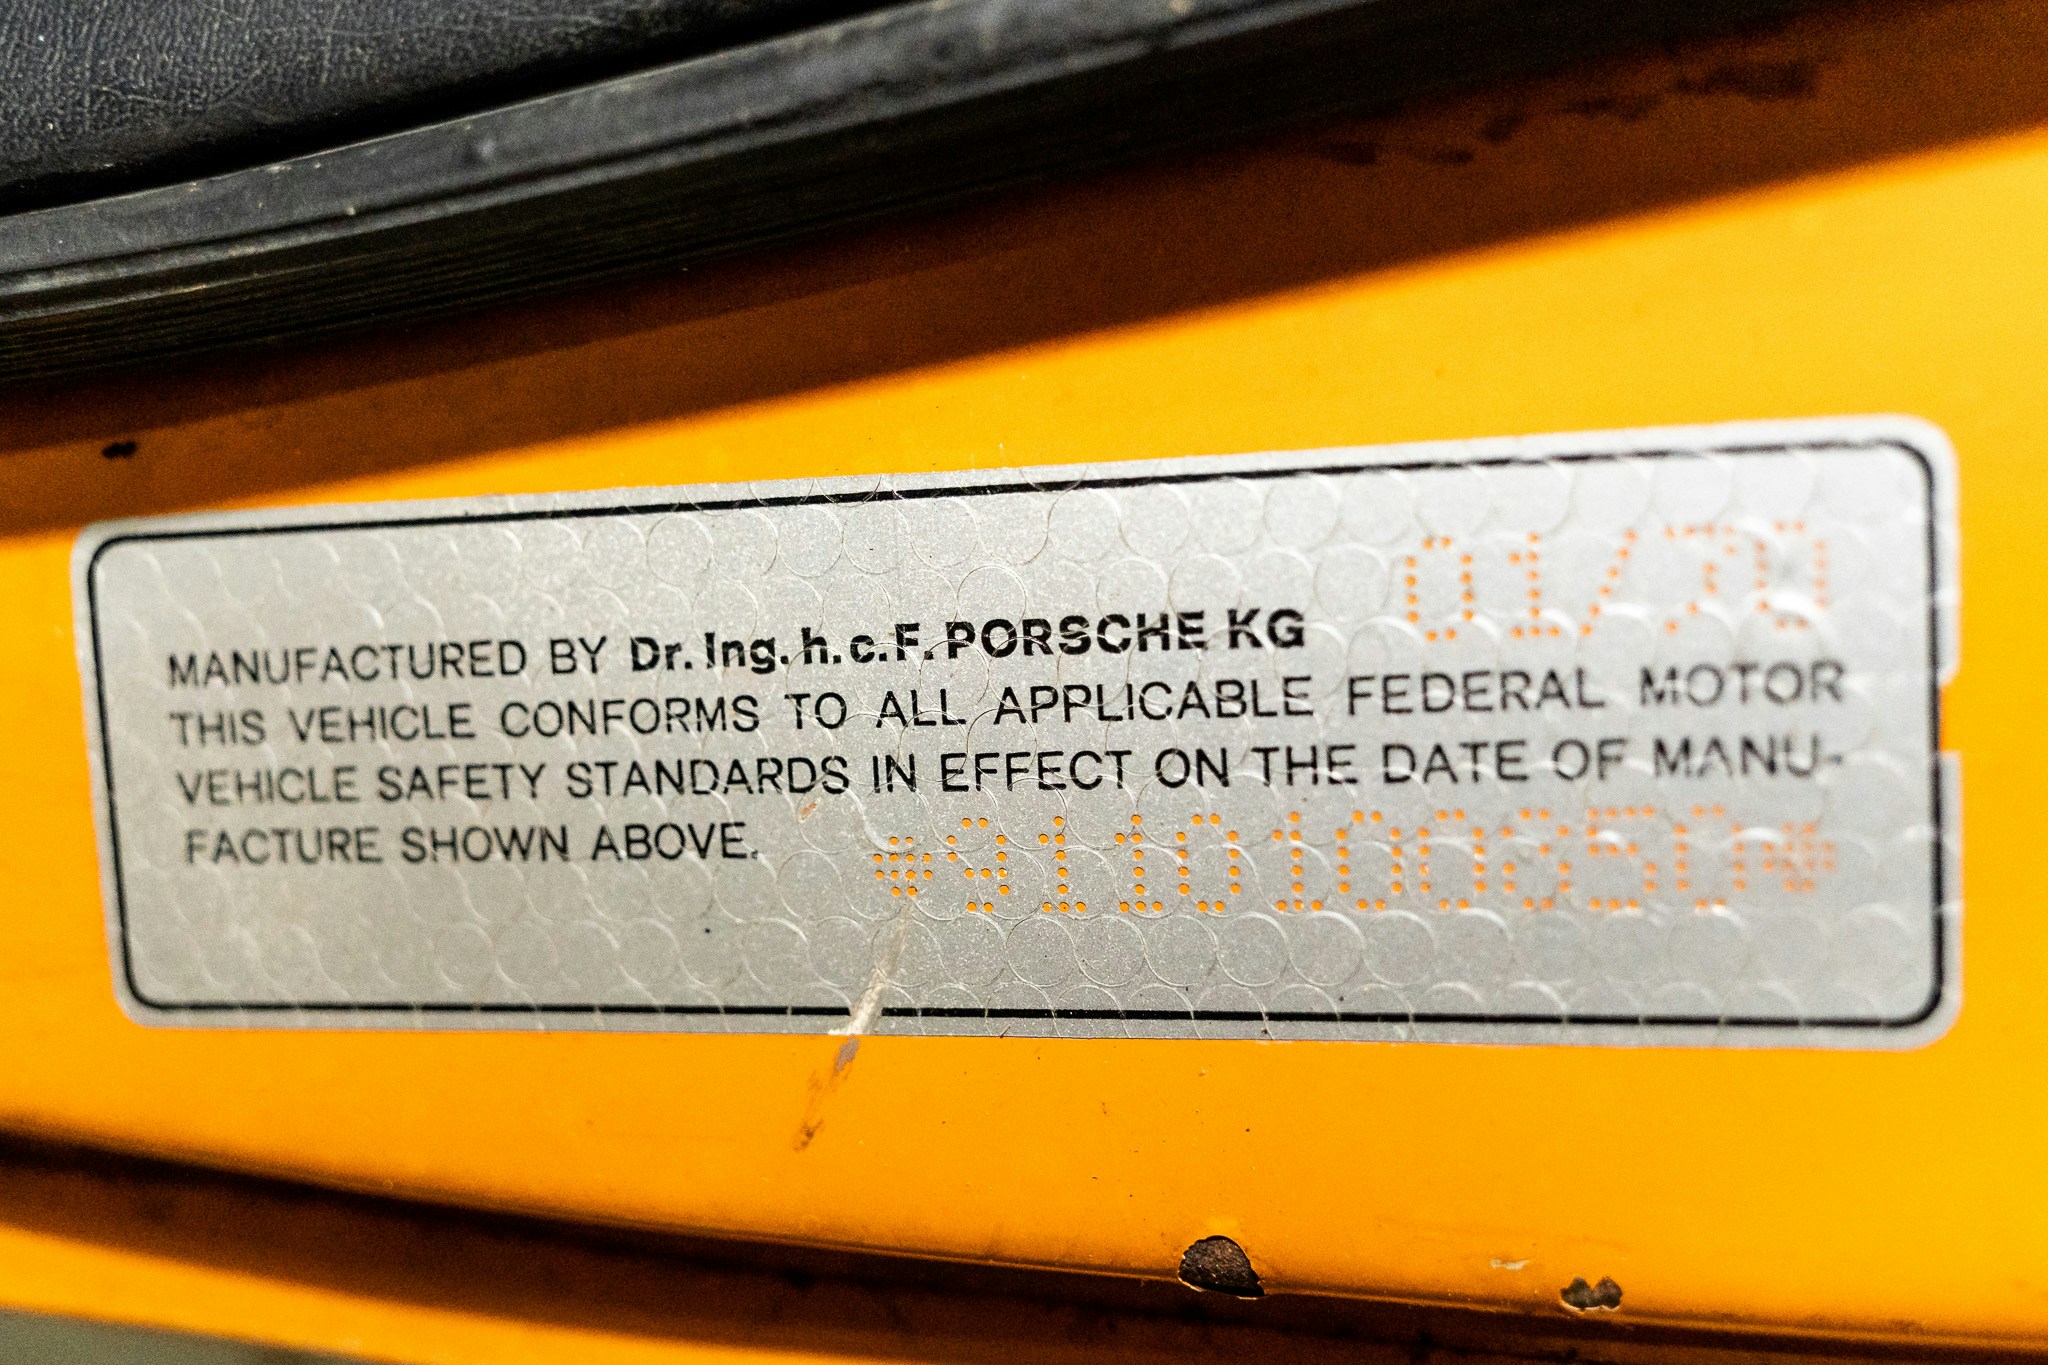 01/70
MANUFACTURED BY Dr. Ing. h. c. F. PORSCHE KG
THIS VEHICLE CONFORMS TO ALL APPLICABLE FEDERAL MOTOR
VEHICLE SAFETY STANDARDS IN EFFECT ON THE DATE OF MANU-
FACTURE SHOWN ABOVE.
*9110100650*